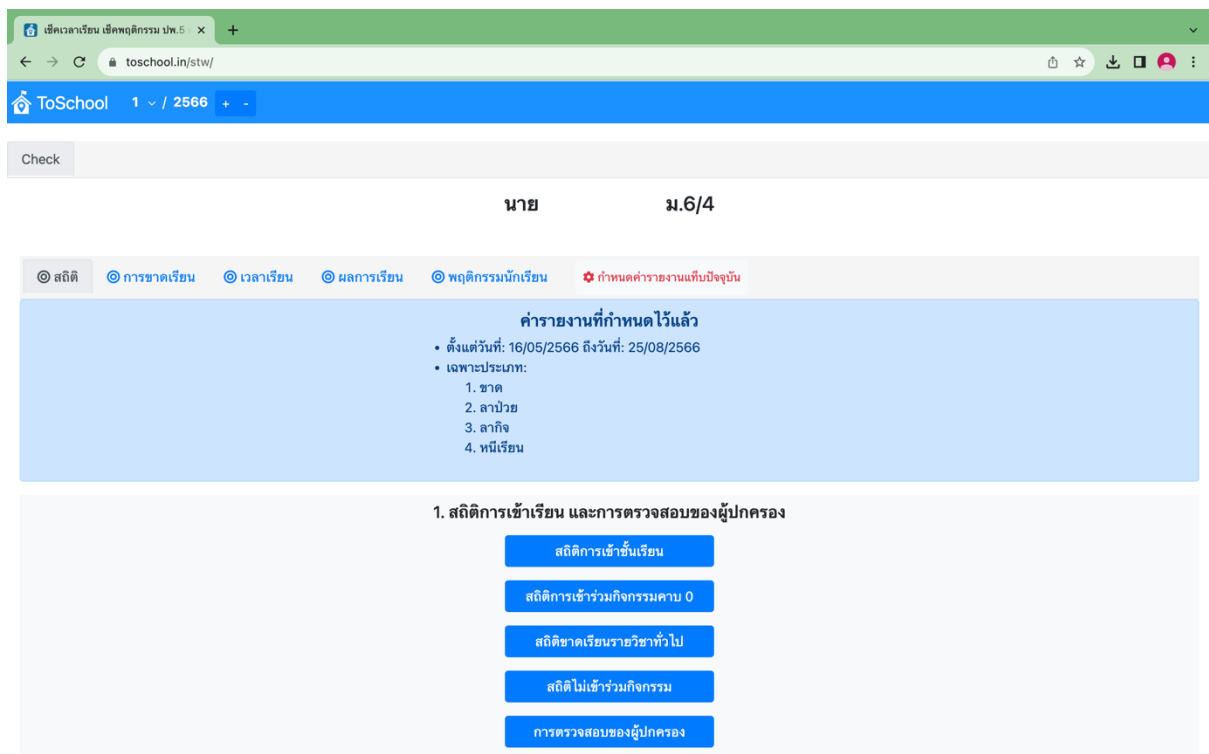 เช็คเวลาเรียน เช็คพฤติกรรม ปพ.5
toschool.in/stw/
ToSchool 1 / 2566 + -
Check
นาย ม.6/4
สถิติ การขาดเรียน เวลาเรียน ผลการเรียน พฤติกรรมนักเรียน กำหนดค่ารายงานแท็บปัจจุบัน
ค่ารายงานที่กำหนดไว้แล้ว
• ตั้งแต่วันที่: 16/05/2566 ถึงวันที่: 25/08/2566
• เฉพาะประเภท:
1. ขาด
2. ลาป่วย
3. ลากิจ
4. หนีเรียน
1. สถิติการเข้าเรียน และการตรวจสอบของผู้ปกครอง
สถิติการเข้าชั้นเรียน
สถิติการเข้าร่วมกิจกรรมคาบ 0
สถิติขาดเรียนรายวิชาทั่วไป
สถิติไม่เข้าร่วมกิจกรรม
การตรวจสอบของผู้ปกครอง